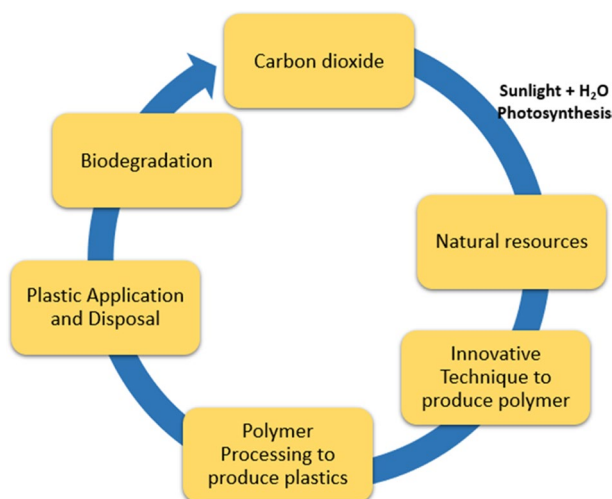 Carbon dioxide
Sunlight + H₂O
Photosynthesis
Natural resources
Innovative
Technique to
produce polymer
Polymer
Processing to
produce plastics
Plastic Application
and Disposal
Biodegradation